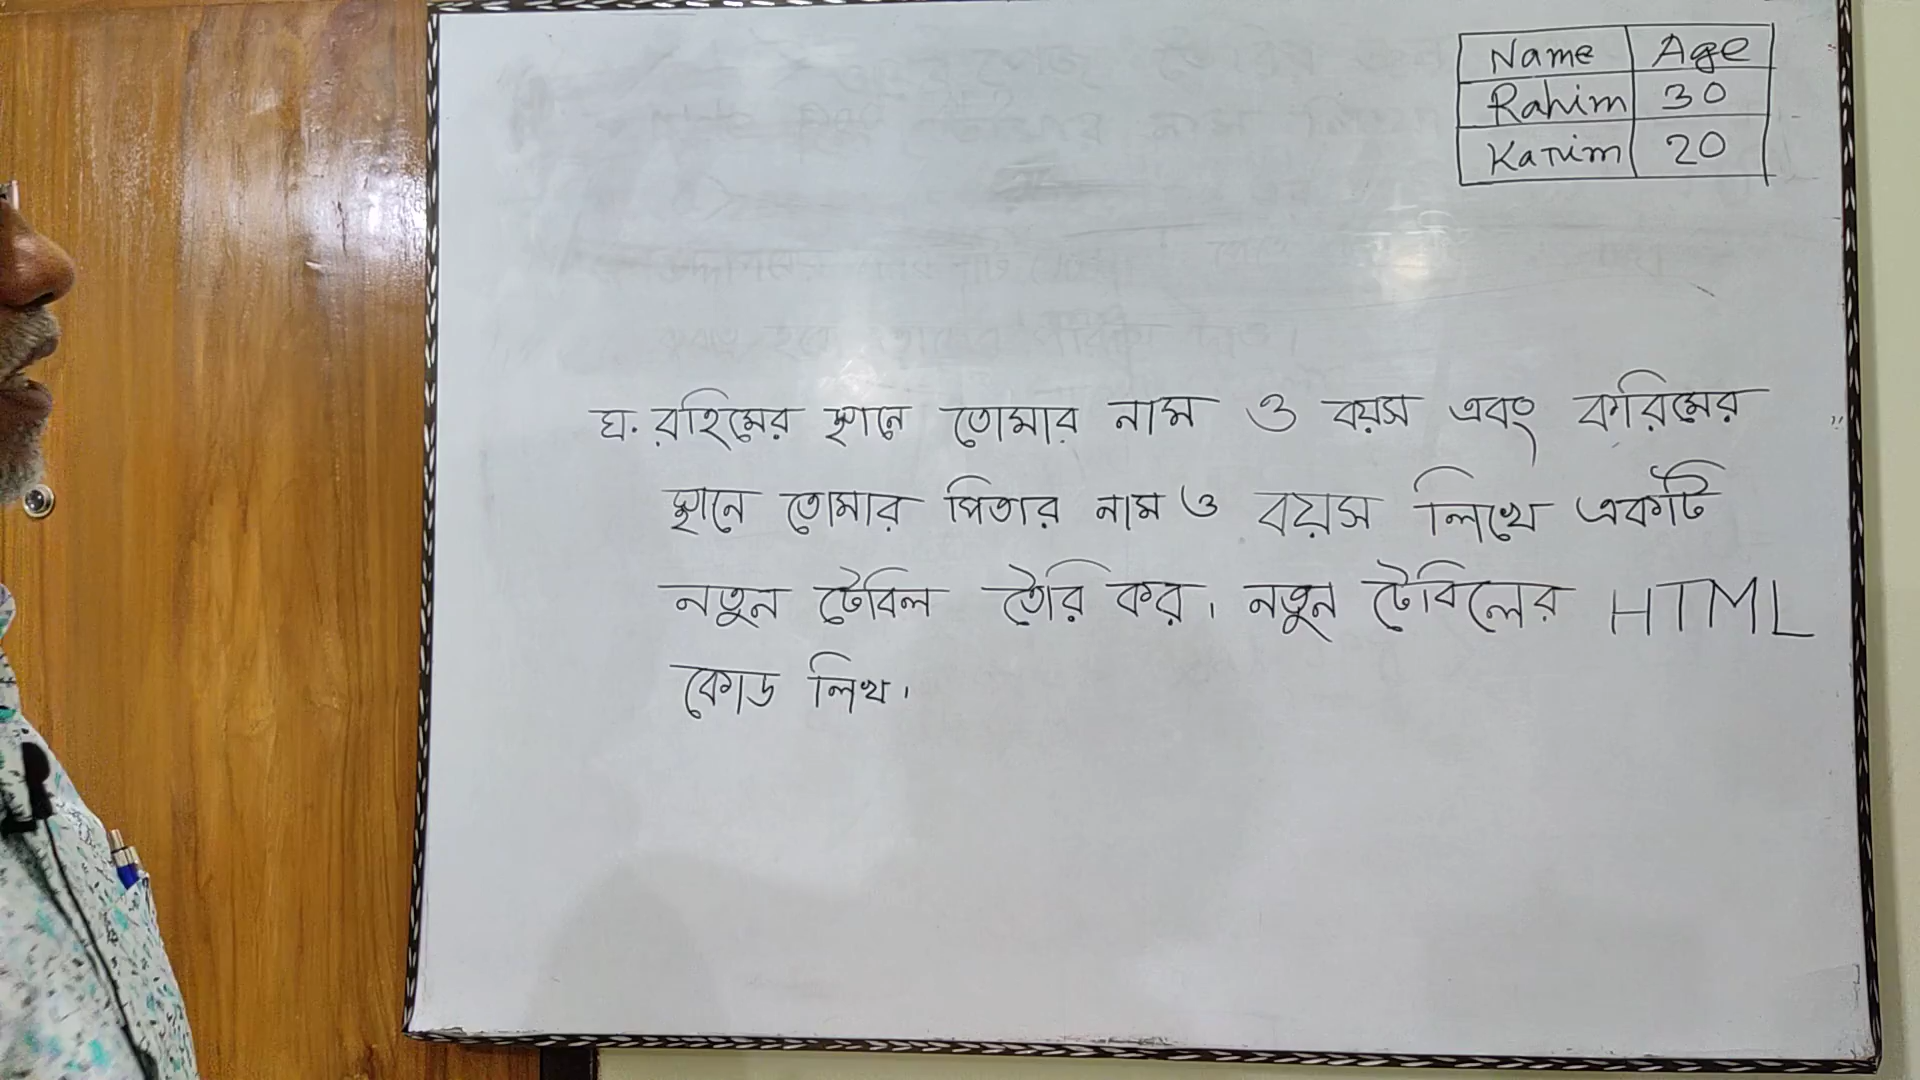 Name Age
Rahim 30
Karim 20
ঘ. রহিমের স্থানে তোমার নাম ও বয়স এবং করিমের
স্থানে তোমার পিতার নাম ও বয়স লিখে একটি
নতুন টেবিল তৈরি কর। নতুন টেবিলের HTML
কোড লিখ।